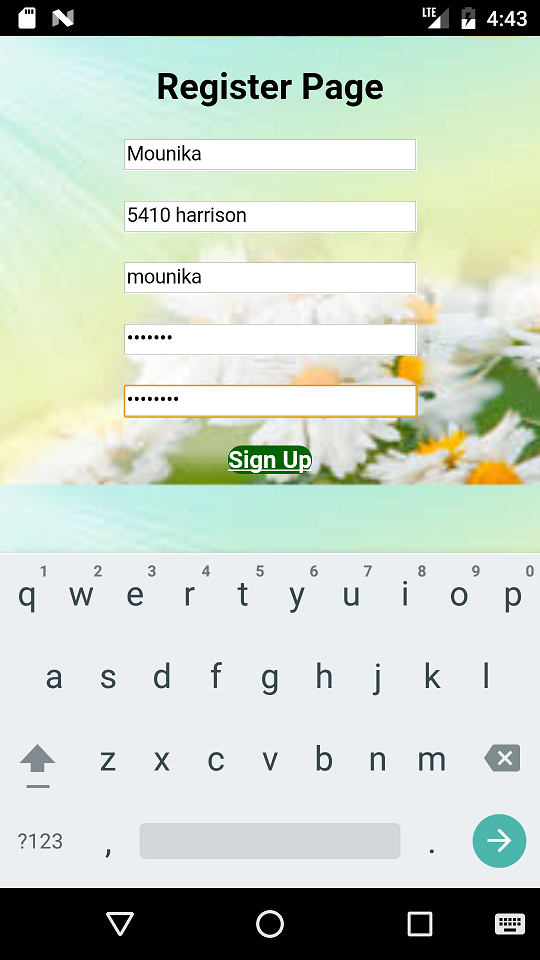 LTE 4:43
Register Page
Mounika
5410 harrison
mounika
•••••••
••••••••
Sign Up
1 2 3 4 5 6 7 8 9 0
q w e r t y u i o p
a s d f g h j k l
z x c v b n m
?123 , .